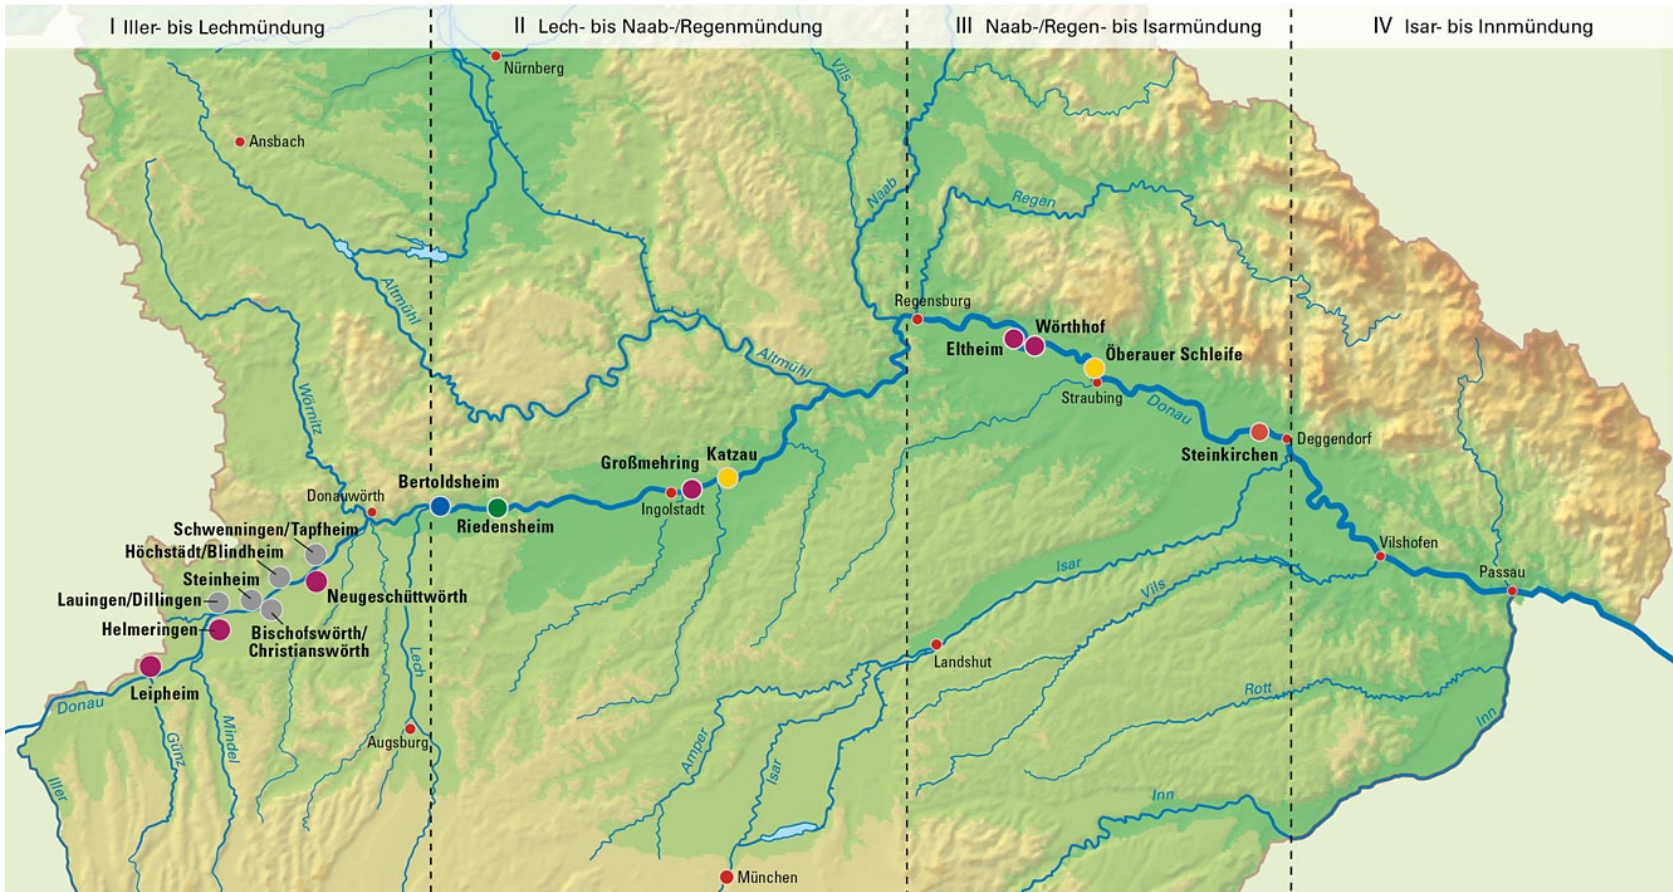 I Iller- bis Lechmündung
II Lech- bis Naab-/Regenmündung
III Naab-/Regen- bis Isarmündung
IV Isar- bis Innmündung
Nürnberg
Vils
Ansbach
Naab
Regen
Altmühl
Regensburg
Wörthhof
Eltheim
Öberauer Schleife
Altmühl
Straubing
Donau
Wörnitz
Steinkirchen
Deggendorf
Katzau
Großmehring
Ingolstadt
Bertoldsheim
Riedensheim
Donauwörth
Schwenningen/Tapfheim
Höchstädt/Blindheim
Steinheim
Lauingen/Dillingen
Neugeschüttwörth
Helmeringen
Bischofswörth/
Christianswörth
Leipheim
Donau
Vilshofen
Passau
Isar
Vils
Landshut
Lech
Rott
Inn
Günz
Mindel
Augsburg
Amper
Isar
Iller
Inn
München